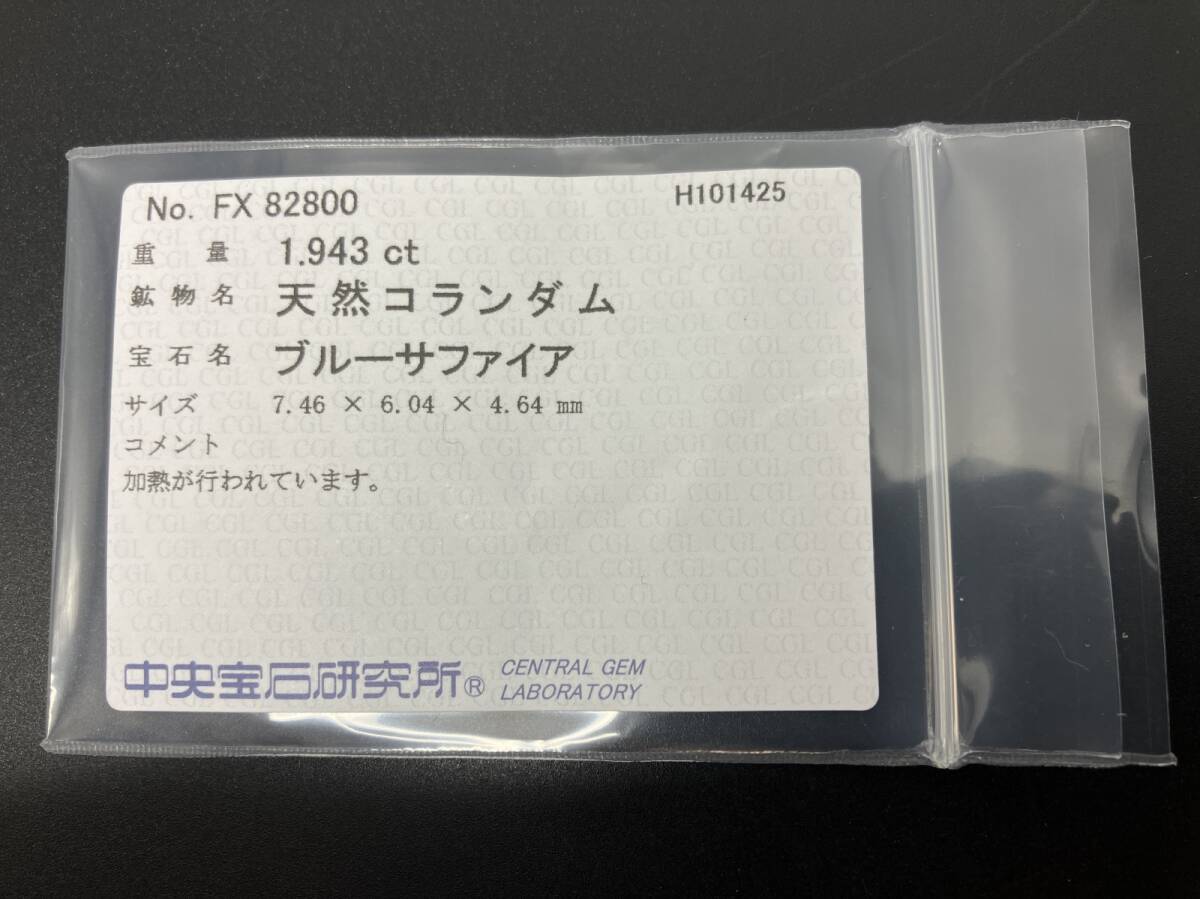 No. FX 82800 H101425
重量 1.943 ct
鉱物名 天然コランダム
宝石名 ブルーサファイア
サイズ 7.46 × 6.04 × 4.64 ㎜
コメント
加熱が行われています。
中央宝石研究所® CENTRAL GEM
LABORATORY